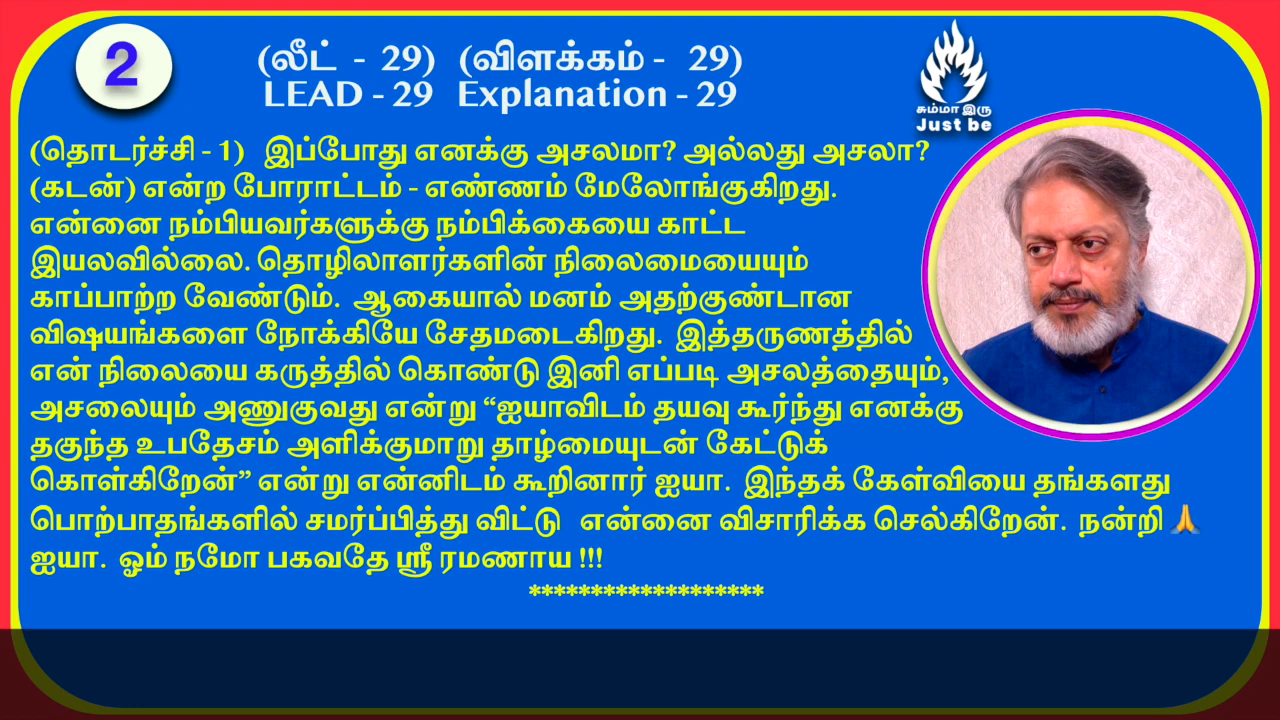 2
(லீட் - 29) (விளக்கம் - 29)
LEAD - 29 Explanation - 29
சும்மா இரு
Just be
(தொடர்ச்சி - 1) இப்போது எனக்கு அசலமா? அல்லது அசலா?
(கடன்) என்ற போராட்டம் - எண்ணம் மேலோங்குகிறது.
என்னை நம்பியவர்களுக்கு நம்பிக்கையை காட்ட
இயலவில்லை. தொழிலாளர்களின் நிலைமையையும்
காப்பாற்ற வேண்டும். ஆகையால் மனம் அதற்குண்டான
விஷயங்களை நோக்கியே சேதமடைகிறது. இத்தருணத்தில்
என் நிலையை கருத்தில் கொண்டு இனி எப்படி அசலத்தையும்,
அசலையும் அணுகுவது என்று “ஐயாவிடம் தயவு கூர்ந்து எனக்கு
தகுந்த உபதேசம் அளிக்குமாறு தாழ்மையுடன் கேட்டுக்
கொள்கிறேன்” என்று என்னிடம் கூறினார் ஐயா. இந்தக் கேள்வியை தங்களது
பொற்பாதங்களில் சமர்ப்பித்து விட்டு என்னை விசாரிக்க செல்கிறேன். நன்றி 🙏
ஐயா. ஓம் நமோ பகவதே ஸ்ரீ ரமணாய !!!
*******************